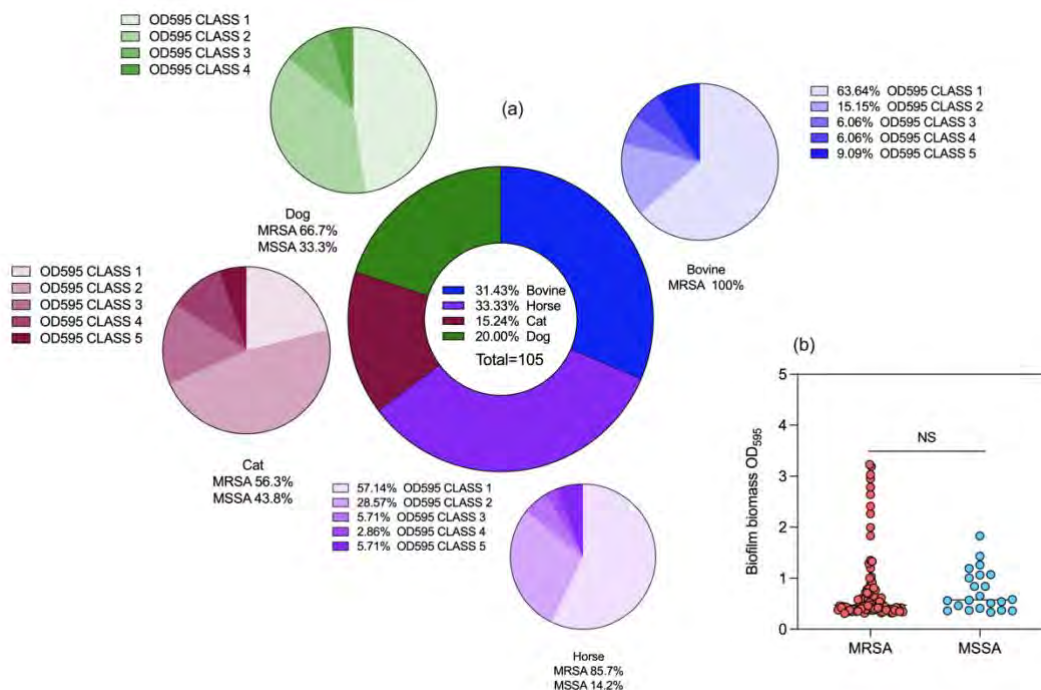 OD595 CLASS 1
OD595 CLASS 2
OD595 CLASS 3
OD595 CLASS 4
(a)
63.64% OD595 CLASS 1
15.15% OD595 CLASS 2
6.06% OD595 CLASS 3
6.06% OD595 CLASS 4
9.09% OD595 CLASS 5
Dog
MRSA 66.7%
MSSA 33.3%
Bovine
MRSA 100%
OD595 CLASS 1
OD595 CLASS 2
OD595 CLASS 3
OD595 CLASS 4
OD595 CLASS 5
31.43% Bovine
33.33% Horse
15.24% Cat
20.00% Dog
Total=105
Cat
MRSA 56.3%
MSSA 43.8%
57.14% OD595 CLASS 1
28.57% OD595 CLASS 2
5.71% OD595 CLASS 3
2.86% OD595 CLASS 4
5.71% OD595 CLASS 5
Horse
MRSA 85.7%
MSSA 14.2%
(b)
Biofilm biomass OD595
5
4
3
2
1
0
NS
MRSA
MSSA